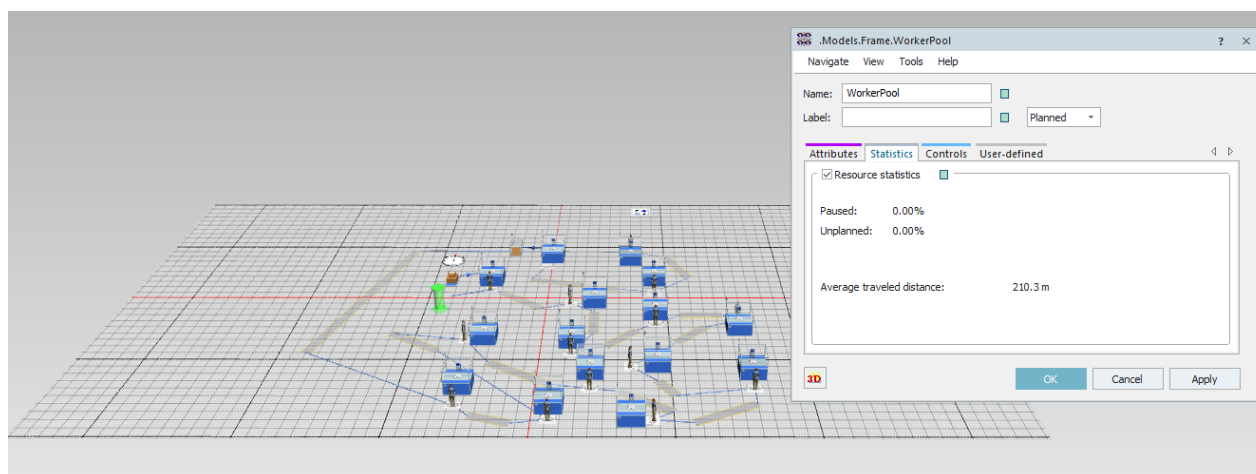 .Models.Frame.WorkerPool ? ×
Navigate View Tools Help
Name: WorkerPool
Label: Planned
Attributes Statistics Controls User-defined
Resource statistics
Paused: 0.00%
Unplanned: 0.00%
Average traveled distance: 210.3 m
3D OK Cancel Apply